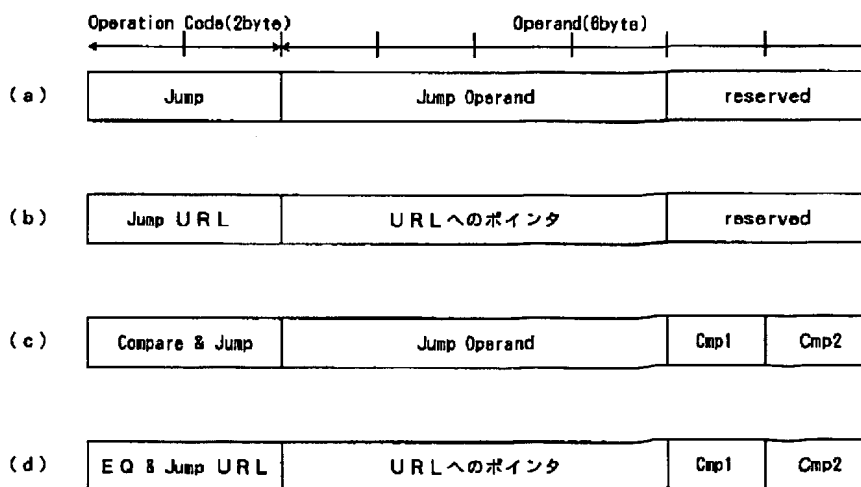 Operation Code(2byte) Operand(6byte)
(a) Jump Jump Operand reserved
(b) Jump URL URLへのポインタ reserved
(c) Compare & Jump Jump Operand Cmp1 Cmp2
(d) EQ & Jump URL URLへのポインタ Cmp1 Cmp2